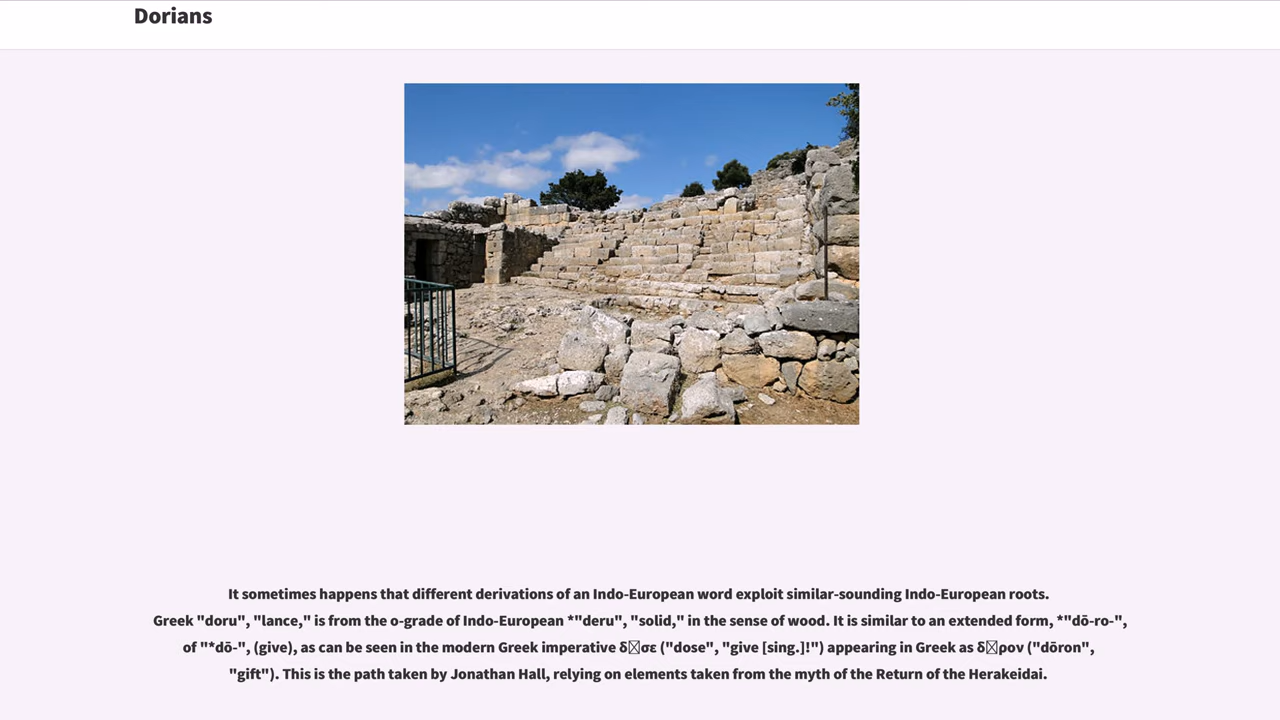 Dorians
It sometimes happens that different derivations of an Indo-European word exploit similar-sounding Indo-European roots.
Greek "doru", "lance," is from the o-grade of Indo-European *"deru", "solid," in the sense of wood. It is similar to an extended form, *"dō-ro-",
of "*dō-", (give), as can be seen in the modern Greek imperative δ□σε ("dose", "give [sing.]!") appearing in Greek as δ□ρον ("dōron",
"gift"). This is the path taken by Jonathan Hall, relying on elements taken from the myth of the Return of the Herakeidai.